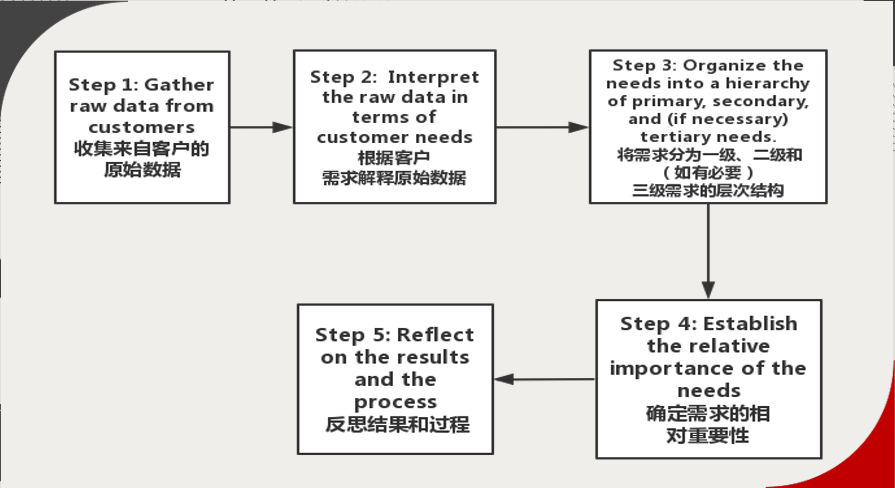 Step 1: Gather
raw data from
customers
收集来自客户的
原始数据
Step 2: Interpret
the raw data in
terms of
customer needs
根据客户
需求解释原始数据
Step 3: Organize the
needs into a hierarchy
of primary, secondary,
and (if necessary)
tertiary needs.
将需求分为一级、二级和
（如有必要）
三级需求的层次结构
Step 4: Establish
the relative
importance of the
needs
确定需求的相
对重要性
Step 5: Reflect
on the results
and the
process
反思结果和过程